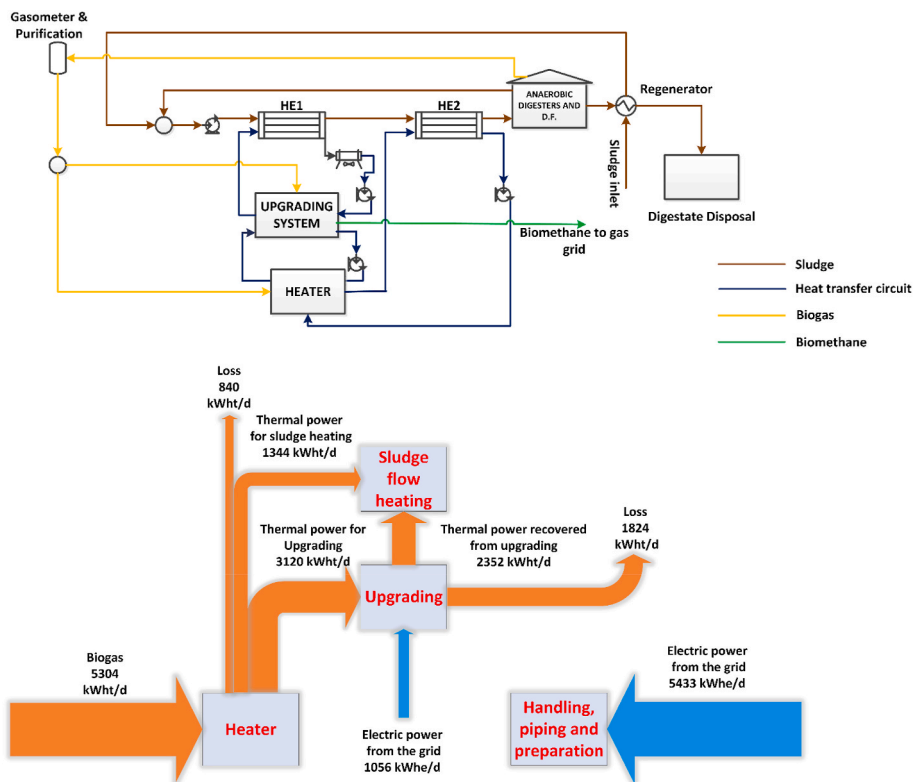 Gasometer &
Purification
HE1
HE2
ANAEROBIC
DIGESTERS AND
D.F.
Regenerator
Sludge inlet
Digestate Disposal
UPGRADING
SYSTEM
Biomethane to gas
grid
HEATER
Sludge
Heat transfer circuit
Biogas
Biomethane
Loss
840
kWht/d
Thermal power
for sludge heating
1344 kWht/d
Sludge
flow
heating
Thermal power for
Upgrading
3120 kWht/d
Thermal power recovered
from upgrading
2352 kWht/d
Loss
1824
kWht/d
Upgrading
Biogas
5304
kWht/d
Heater
Electric power
from the grid
1056 kWhe/d
Handling,
piping and
preparation
Electric power
from the grid
5433 kWhe/d